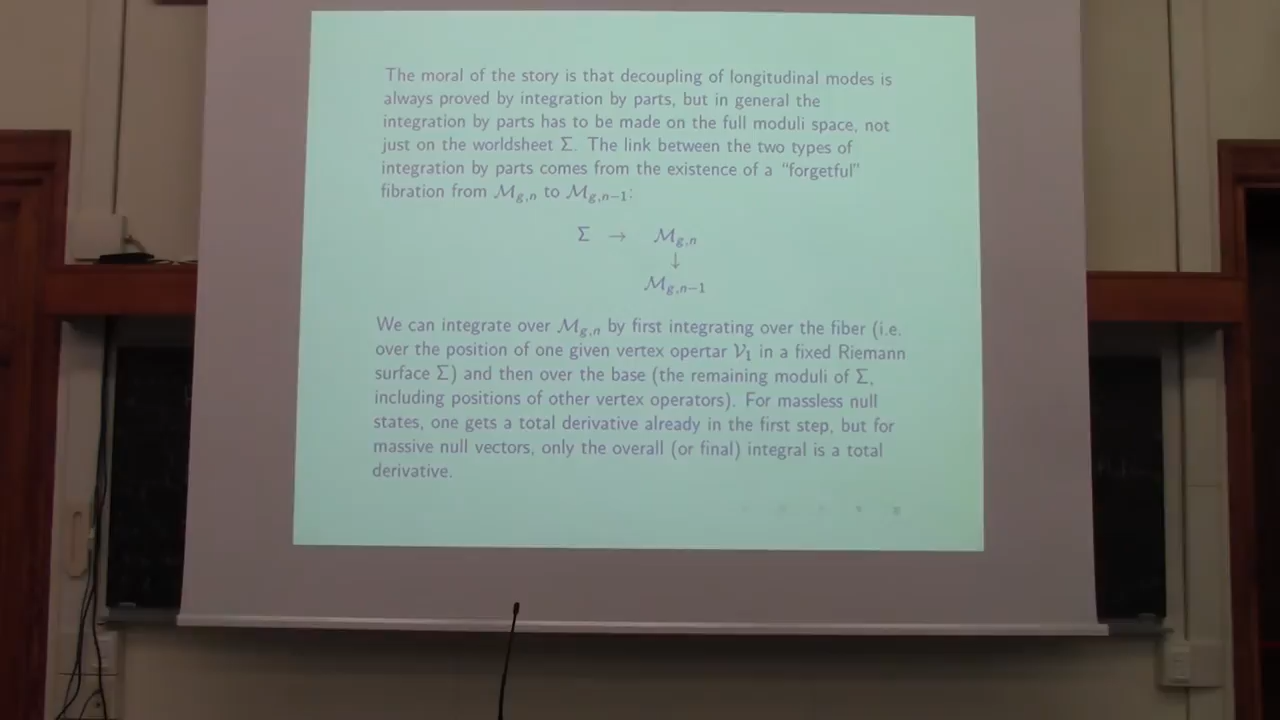 The moral of the story is that decoupling of longitudinal modes is
always proved by integration by parts, but in general the
integration by parts has to be made on the full moduli space, not
just on the worldsheet Σ. The link between the two types of
integration by parts comes from the existence of a “forgetful”
fibration from ℳg,n to ℳg,n−1:
Σ → ℳg,n
↓
ℳg,n−1
We can integrate over ℳg,n by first integrating over the fiber (i.e.
over the position of one given vertex opertar 𝒱1 in a fixed Riemann
surface Σ) and then over the base (the remaining moduli of Σ,
including positions of other vertex operators). For massless null
states, one gets a total derivative already in the first step, but for
massive null vectors, only the overall (or final) integral is a total
derivative.